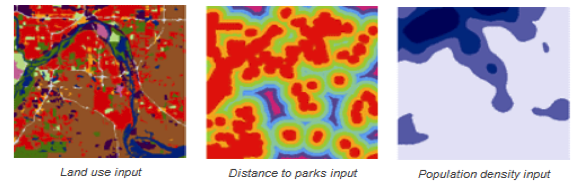 Land use input
Distance to parks input
Population density input